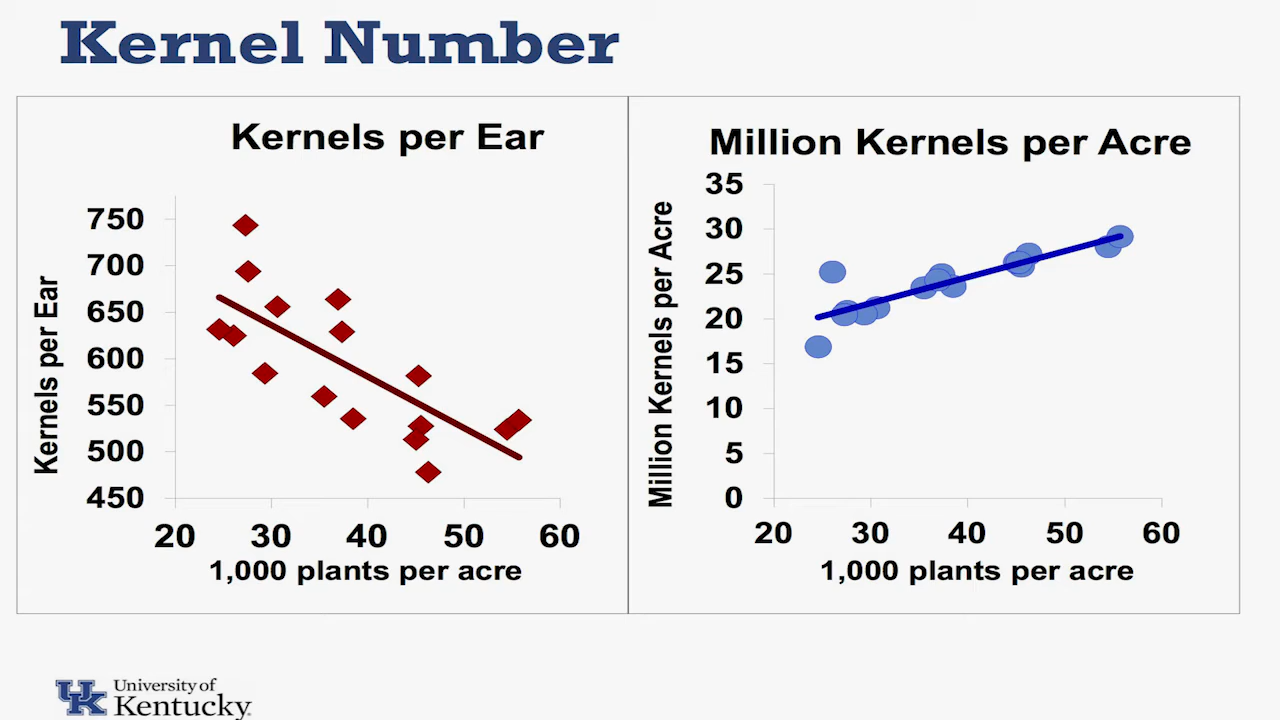 Kernel Number
Kernels per Ear
Kernels per Ear
750
700
650
600
550
500
450
20 30 40 50 60
1,000 plants per acre
Million Kernels per Acre
Million Kernels per Acre
35
30
25
20
15
10
5
0
20 30 40 50 60
1,000 plants per acre
UK
University of
Kentucky.